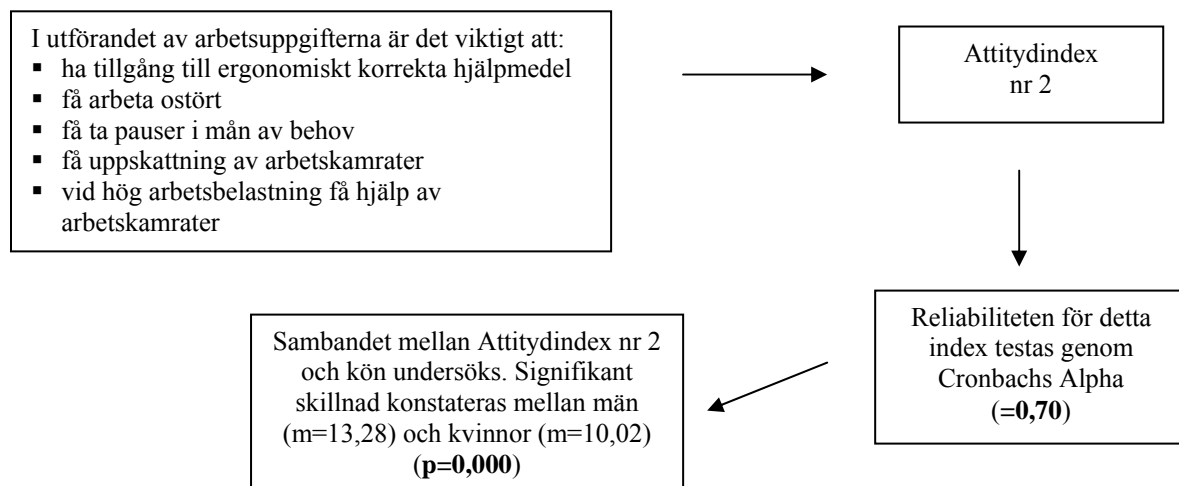 I utförandet av arbetsuppgifterna är det viktigt att:
▪ ha tillgång till ergonomiskt korrekta hjälpmedel
▪ få arbeta ostört
▪ få ta pauser i mån av behov
▪ få uppskattning av arbetskamrater
▪ vid hög arbetsbelastning få hjälp av
arbetskamrater
Attitydindex
nr 2
Reliabiliteten för detta
index testas genom
Cronbachs Alpha
(=0,70)
Sambandet mellan Attitydindex nr 2
och kön undersöks. Signifikant
skillnad konstateras mellan män
(m=13,28) och kvinnor (m=10,02)
(p=0,000)